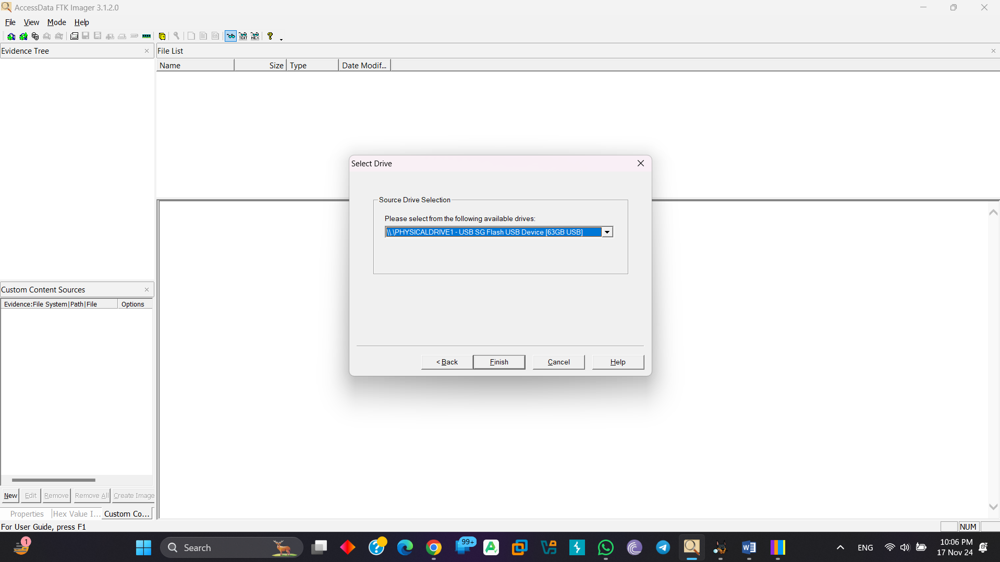 AccessData FTK Imager 3.1.2.0
File View Mode Help
TEXT HEX ?
Evidence Tree
File List
Name Size Type Date Modif...
Select Drive
Source Drive Selection
Please select from the following available drives:
\\.\PHYSICALDRIVE1 - USB SG Flash USB Device [63GB USB]
< Back Finish Cancel Help
Custom Content Sources
Evidence:File System|Path|File Options
New Edit Remove Remove All Create Image
Properties Hex Value I... Custom Co...
For User Guide, press F1
NUM
1
Search
99+
ENG
10:06 PM
17 Nov 24